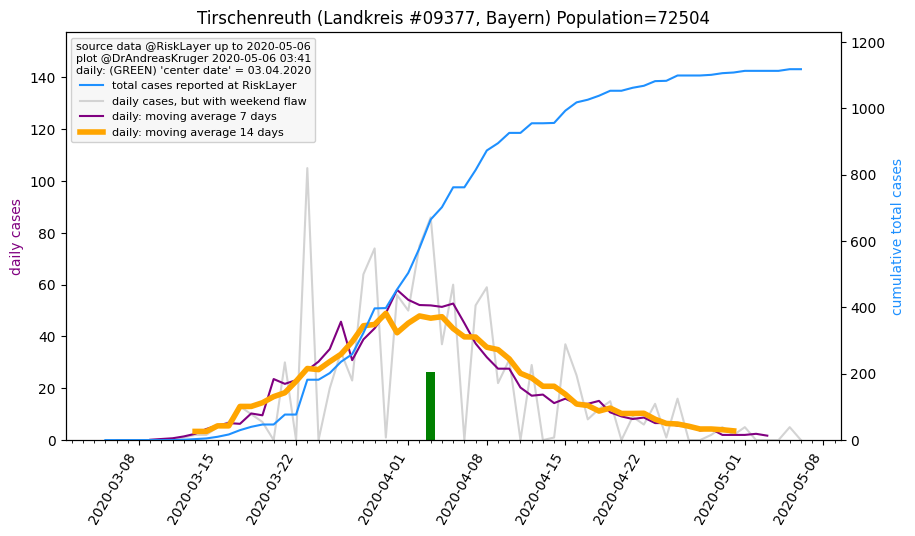 Tirschenreuth (Landkreis #09377, Bayern) Population=72504
source data @RiskLayer up to 2020-05-06
plot @DrAndreasKruger 2020-05-06 03:41
daily: (GREEN) 'center date' = 03.04.2020
total cases reported at RiskLayer
daily cases, but with weekend flaw
daily: moving average 7 days
daily: moving average 14 days
daily cases
140
120
100
80
60
40
20
0
cumulative total cases
1200
1000
800
600
400
200
0
2020-03-08
2020-03-15
2020-03-22
2020-04-01
2020-04-08
2020-04-15
2020-04-22
2020-05-01
2020-05-08